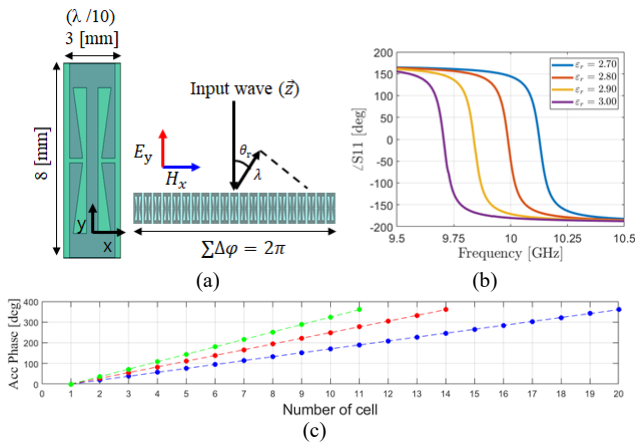 (λ /10)
3 [mm]
8 [mm]
y
x
Input wave (z⃗)
E_y
H_x
θ_r
λ
∑Δφ = 2π
(a)
∠S11 [deg]
200
150
100
50
0
-50
-100
-150
-200
ε_r = 2.70
ε_r = 2.80
ε_r = 2.90
ε_r = 3.00
9.5 9.75 10 10.25 10.5
Frequency [GHz]
(b)
Acc Phase [deg]
400
300
200
100
0
0 1 2 3 4 5 6 7 8 9 10 11 12 13 14 15 16 17 18 19 20
Number of cell
(c)